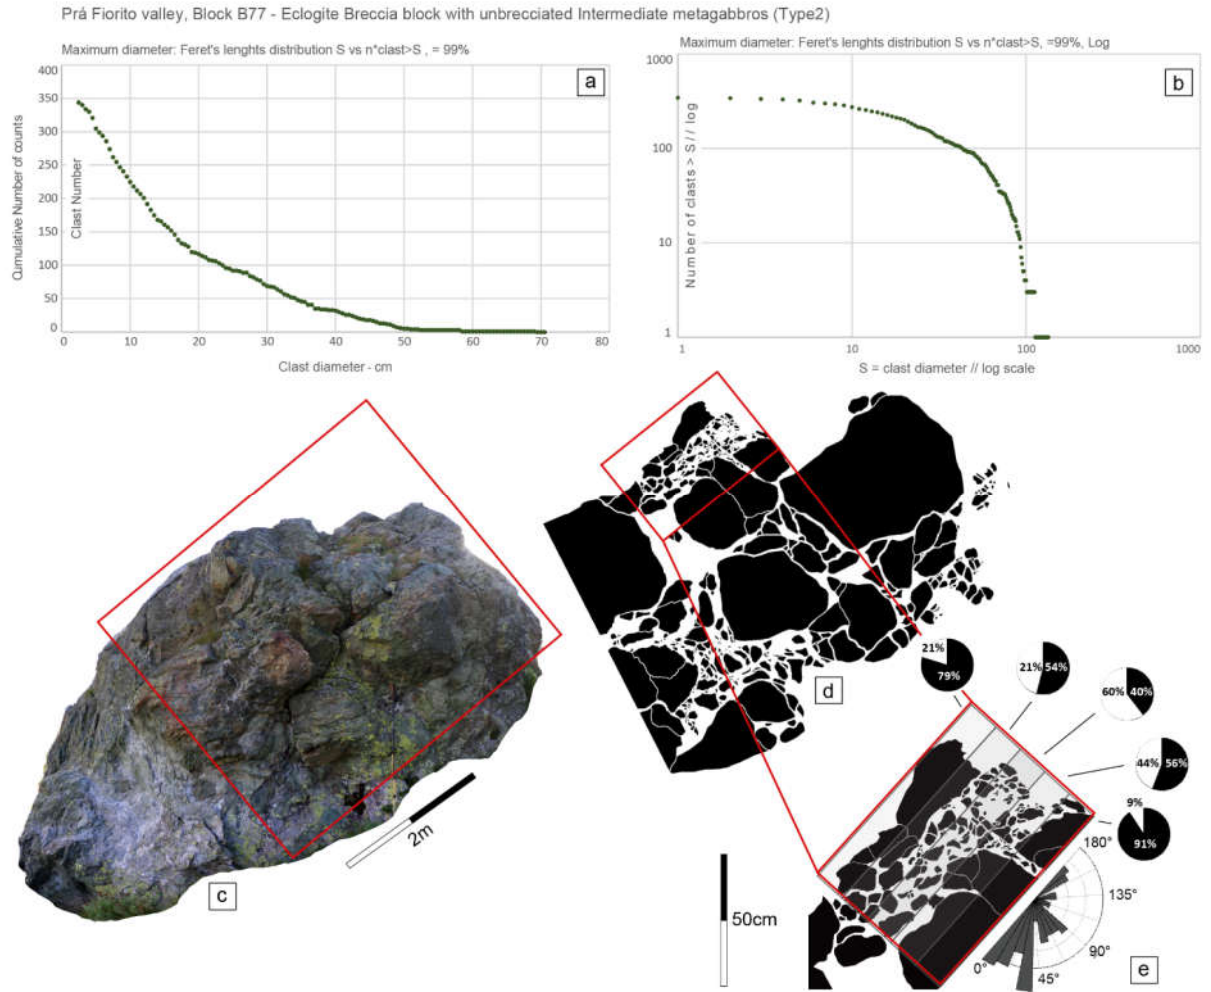 Prá Fiorito valley, Block B77 - Eclogite Breccia block with unbrecciated Intermediate metagabbros (Type2)
Maximum diameter: Feret's lenghts distribution S vs n*clast>S , = 99%
a
400
350
300
250
200
150
100
50
0
Cumulative Number of counts
Clast Number
0 10 20 30 40 50 60 70 80
Clast diameter - cm
Maximum diameter: Feret's lenghts distribution S vs n*clast>S, =99%, Log
b
1000
100
10
1
Number of clasts > S // log
1 10 100 1000
S = clast diameter // log scale
2m
c
d
21%
79%
21% 54%
60% 40%
44% 56%
9%
91%
180°
135°
90°
45°
0°
50cm
e